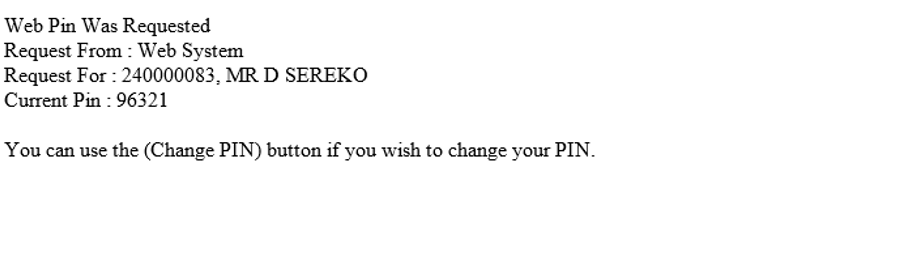 Web Pin Was Requested
Request From : Web System
Request For : 240000083, MR D SEREKO
Current Pin : 96321
You can use the (Change PIN) button if you wish to change your PIN.